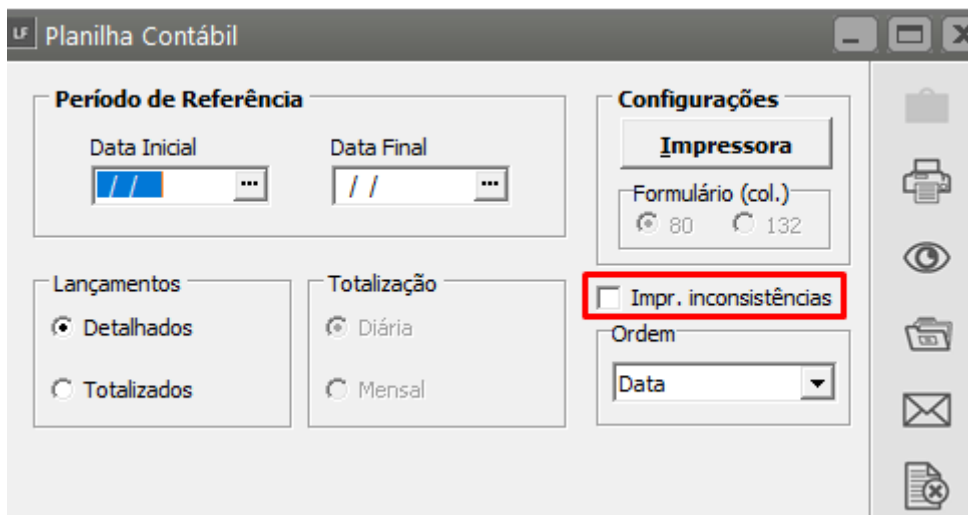 LF Planilha Contábil
Período de Referência
Data Inicial
Data Final
/ /
/ /
Configurações
Impressora
Formulário (col.)
80
132
Lançamentos
Detalhados
Totalizados
Totalização
Diária
Mensal
Impr. inconsistências
Ordem
Data